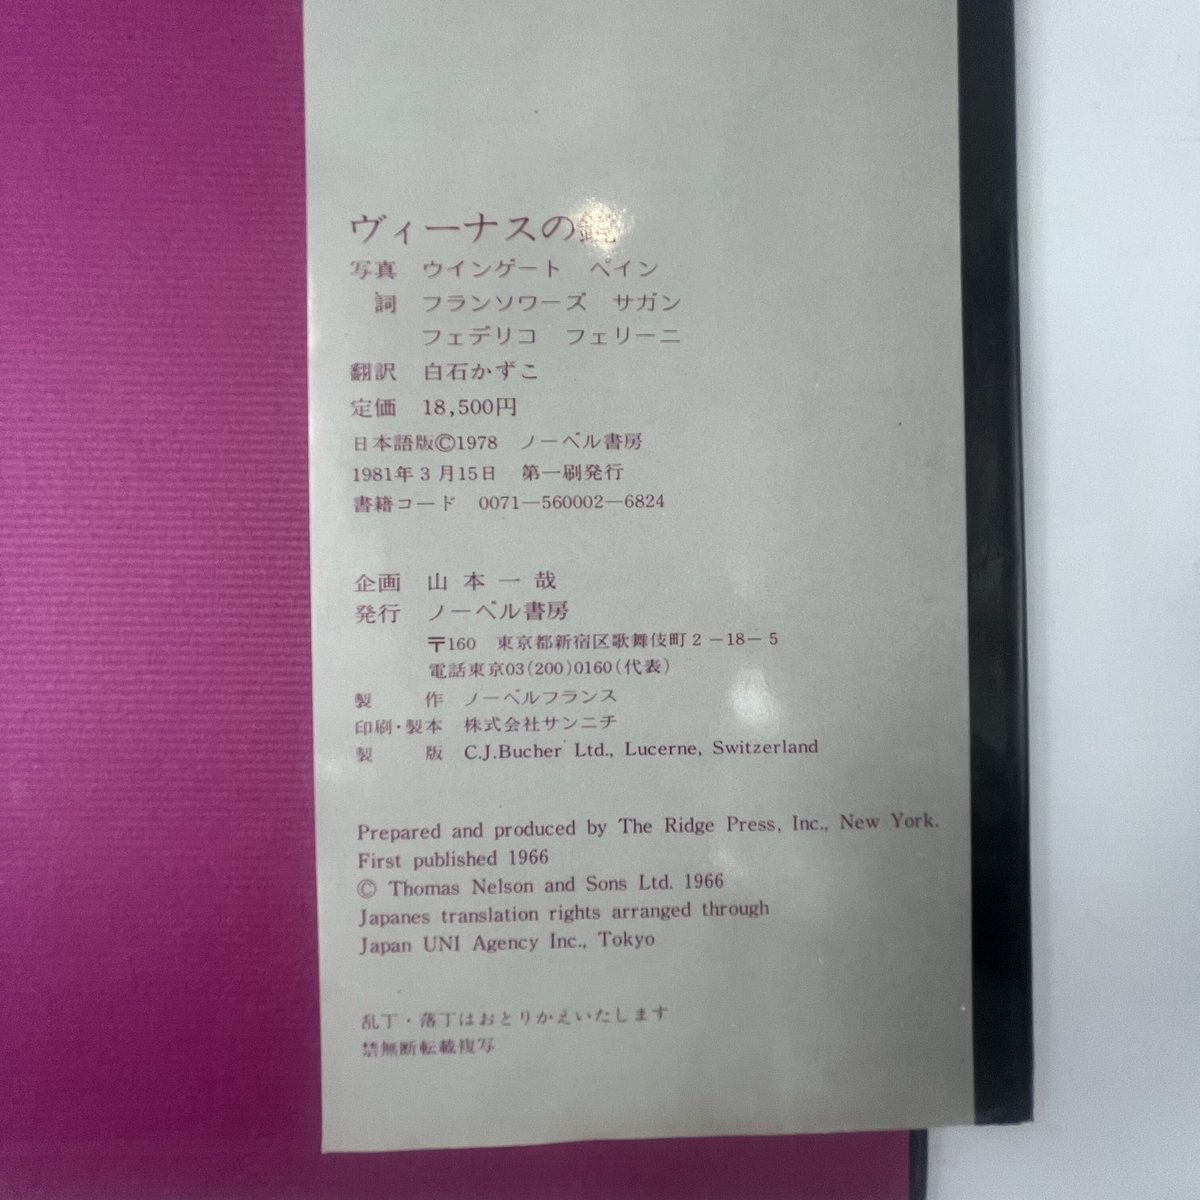 ヴィーナスの鏡
写真 ウインゲート ペイン
詞 フランソワーズ サガン
フェデリコ フェリーニ
翻訳 白石かずこ
定価 18,500円
日本語版©1978 ノーベル書房
1981年3月15日 第一刷発行
書籍コード 0071—560002—6824
企画 山本一哉
発行 ノーベル書房
〒160 東京都新宿区歌舞伎町2-18-5
電話東京03(200)0160(代表)
製作 ノーベルフランス
印刷・製本 株式会社サンニチ
製版 C.J.Bucher Ltd., Lucerne, Switzerland
Prepared and produced by The Ridge Press, Inc., New York.
First published 1966
© Thomas Nelson and Sons Ltd. 1966
Japanes translation rights arranged through
Japan UNI Agency Inc., Tokyo
乱丁・落丁はおとりかえいたします
禁無断転載複写